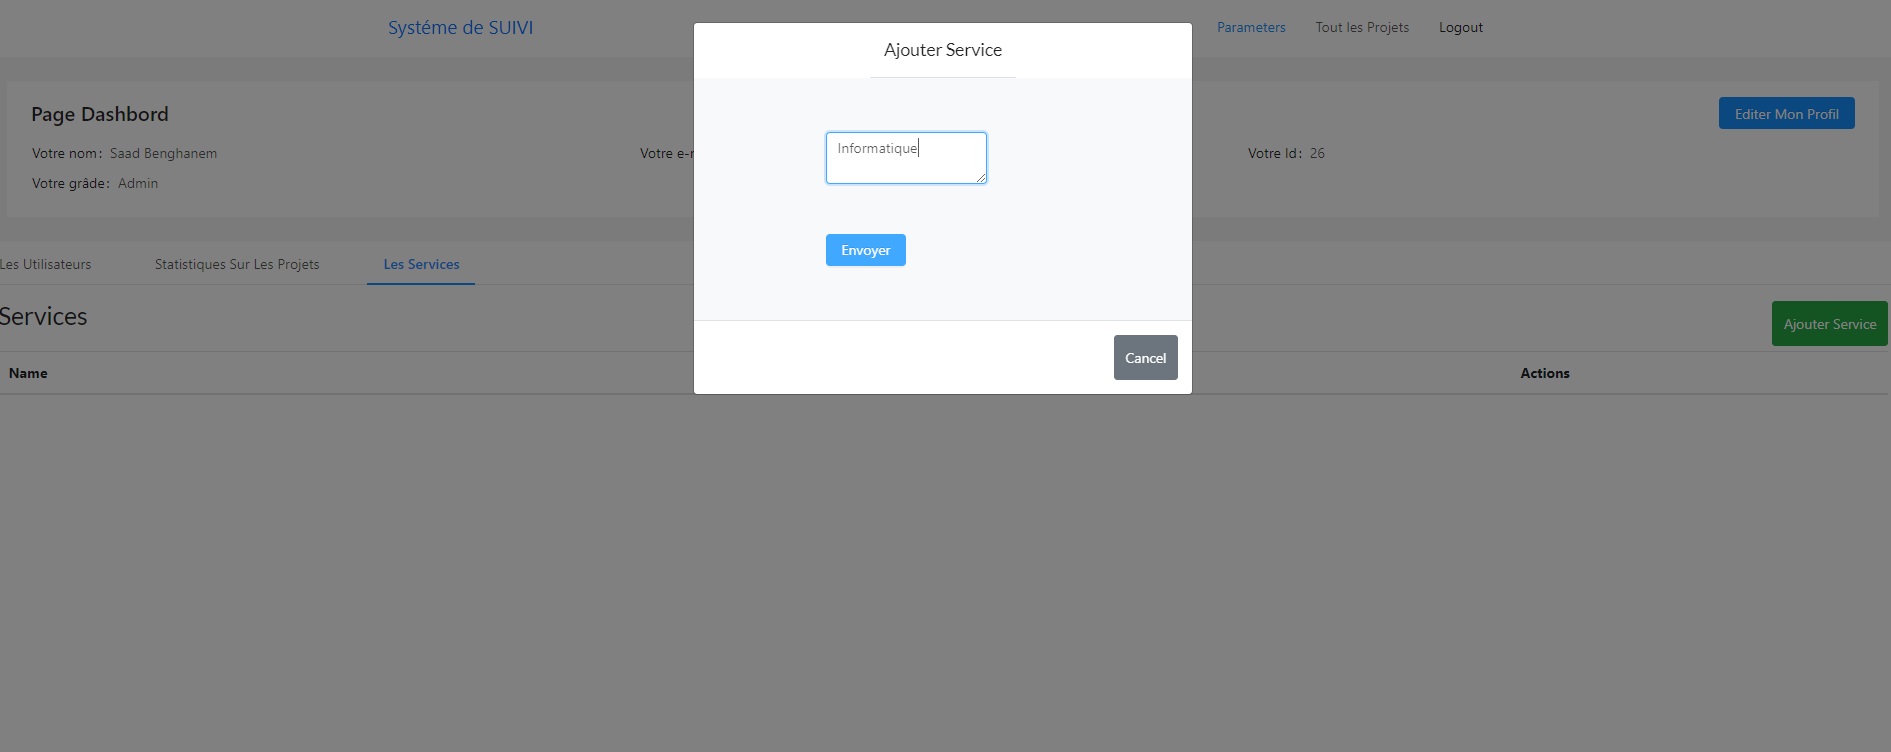 Systéme de SUIVI
Parameters
Tout les Projets
Logout
Ajouter Service
Informatique
Envoyer
Cancel
Page Dashbord
Editer Mon Profil
Votre nom: Saad Benghanem
Votre e-
Votre Id: 26
Votre grâde: Admin
Les Utilisateurs
Statistiques Sur Les Projets
Les Services
Services
Ajouter Service
Name
Actions